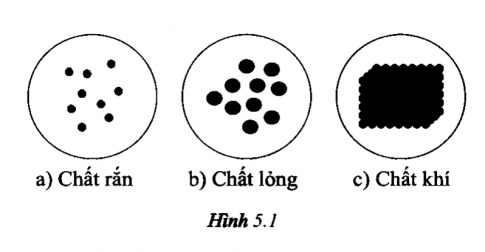 a) Chất rắn b) Chất lỏng c) Chất khí
Hình 5.1